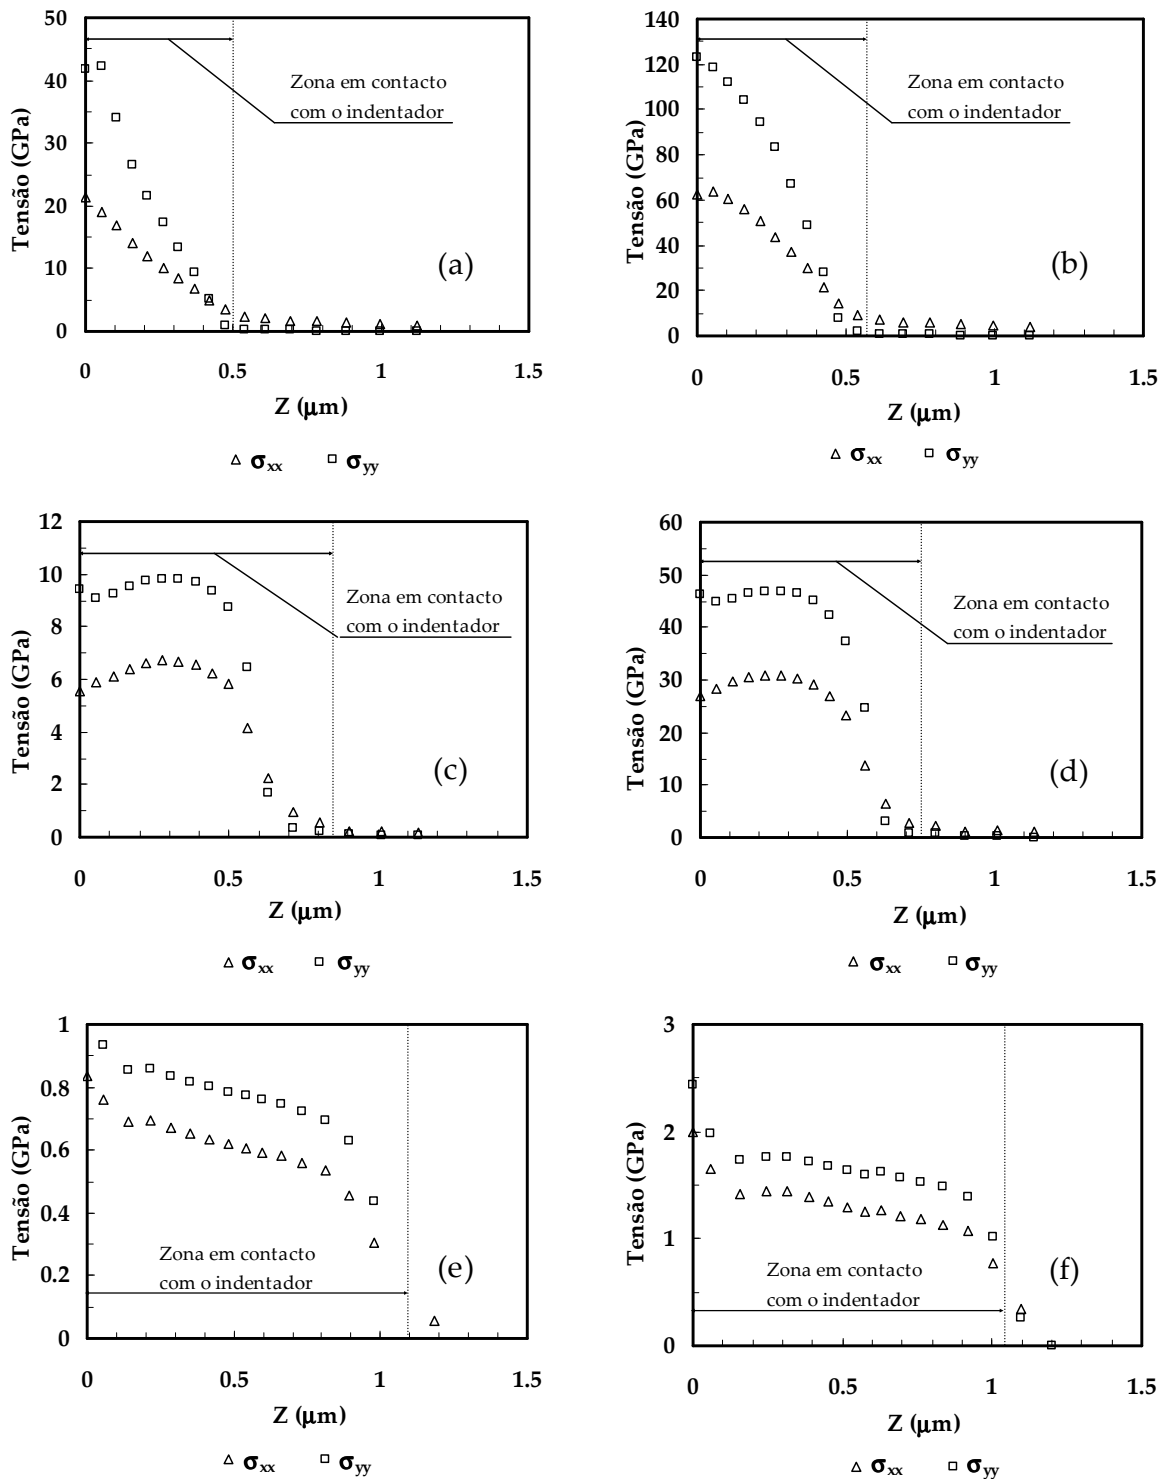 50
40
30
20
10
0
Tensão (GPa)
Zona em contacto
com o indentador
(a)
0 0.5 1 1.5
Z (μm)
σxx σyy
140
120
100
80
60
40
20
0
Tensão (GPa)
Zona em contacto
com o indentador
(b)
0 0.5 1 1.5
Z (μm)
σxx σyy
12
10
8
6
4
2
0
Tensão (GPa)
Zona em contacto
com o indentador
(c)
0 0.5 1 1.5
Z (μm)
σxx σyy
60
50
40
30
20
10
0
Tensão (GPa)
Zona em contacto
com o indentador
(d)
0 0.5 1 1.5
Z (μm)
σxx σyy
1
0.8
0.6
0.4
0.2
0
Tensão (GPa)
Zona em contacto
com o indentador
(e)
0 0.5 1 1.5
Z (μm)
σxx σyy
3
2
1
0
Tensão (GPa)
Zona em contacto
com o indentador
(f)
0 0.5 1 1.5
Z (μm)
σxx σyy